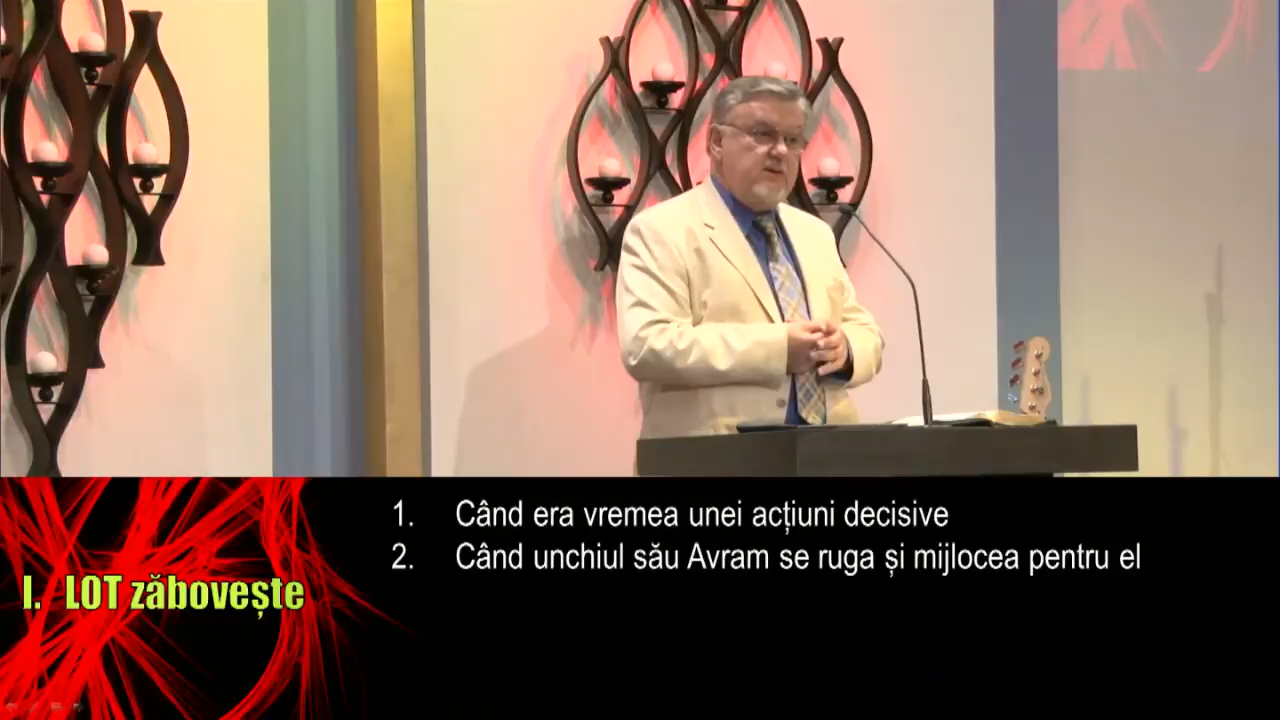 1. Când era vremea unei acțiuni decisive
2. Când unchiul său Avram se ruga și mijlocea pentru el
I. LOT zăbovește